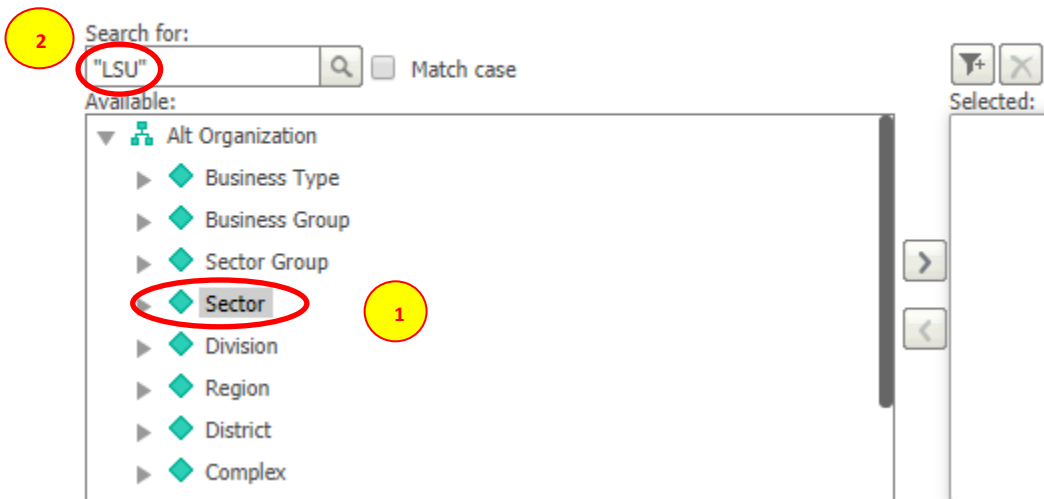 2
Search for:
"LSU"
Match case
Available:
Selected:
Alt Organization
Business Type
Business Group
Sector Group
Sector
1
Division
Region
District
Complex